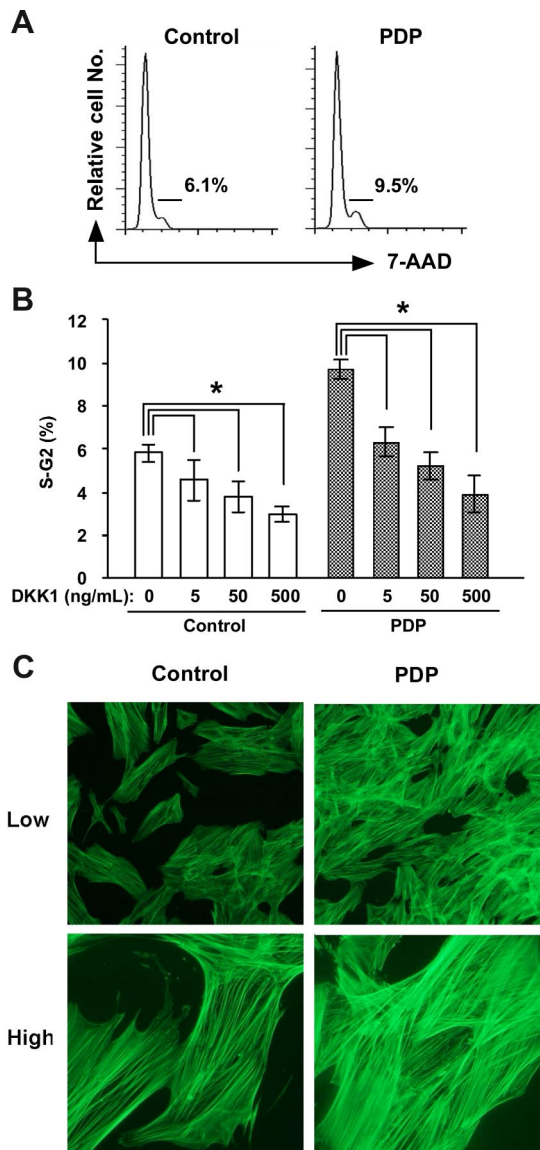 A
Control
PDP
Relative cell No.
6.1%
9.5%
7-AAD
B
12
10
8
6
4
2
0
S-G2 (%)
*
*
DKK1 (ng/mL): 0 5 50 500 0 5 50 500
Control
PDP
C
Control
PDP
Low
High